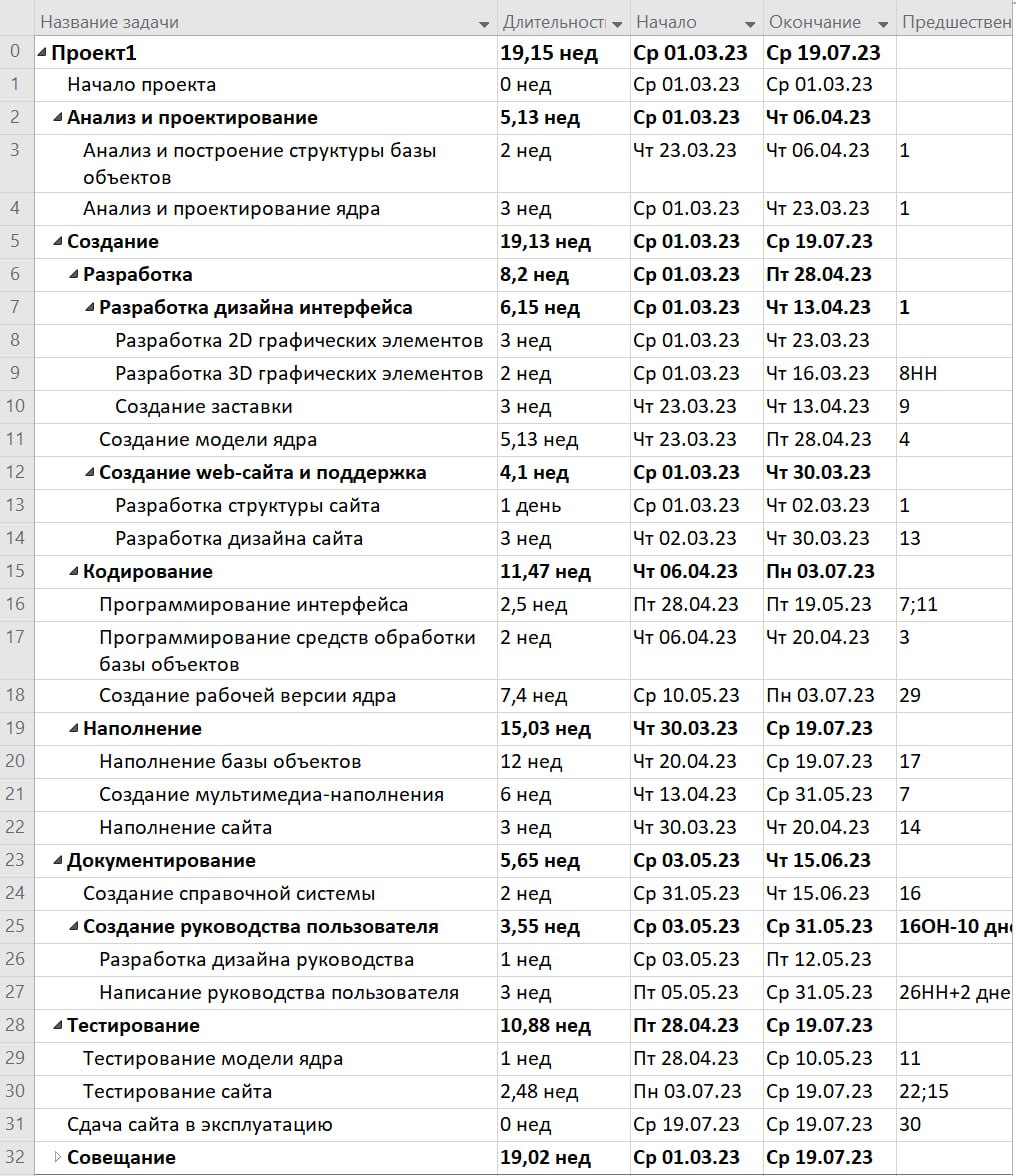 Название задачи Длительность Начало Окончание Предшествен
0 Проект1 19,15 нед Ср 01.03.23 Ср 19.07.23
1 Начало проекта 0 нед Ср 01.03.23 Ср 01.03.23
2 Анализ и проектирование 5,13 нед Ср 01.03.23 Чт 06.04.23
3 Анализ и построение структуры базы 2 нед Чт 23.03.23 Чт 06.04.23 1
объектов
4 Анализ и проектирование ядра 3 нед Ср 01.03.23 Чт 23.03.23 1
5 Создание 19,13 нед Ср 01.03.23 Ср 19.07.23
6 Разработка 8,2 нед Ср 01.03.23 Пт 28.04.23
7 Разработка дизайна интерфейса 6,15 нед Ср 01.03.23 Чт 13.04.23 1
8 Разработка 2D графических элементов 3 нед Ср 01.03.23 Чт 23.03.23
9 Разработка 3D графических элементов 2 нед Ср 01.03.23 Чт 16.03.23 8НН
10 Создание заставки 3 нед Чт 23.03.23 Чт 13.04.23 9
11 Создание модели ядра 5,13 нед Чт 23.03.23 Пт 28.04.23 4
12 Создание web-сайта и поддержка 4,1 нед Ср 01.03.23 Чт 30.03.23
13 Разработка структуры сайта 1 день Ср 01.03.23 Чт 02.03.23 1
14 Разработка дизайна сайта 3 нед Чт 02.03.23 Чт 30.03.23 13
15 Кодирование 11,47 нед Чт 06.04.23 Пн 03.07.23
16 Программирование интерфейса 2,5 нед Пт 28.04.23 Пт 19.05.23 7;11
17 Программирование средств обработки 2 нед Чт 06.04.23 Чт 20.04.23 3
базы объектов
18 Создание рабочей версии ядра 7,4 нед Ср 10.05.23 Пн 03.07.23 29
19 Наполнение 15,03 нед Чт 30.03.23 Ср 19.07.23
20 Наполнение базы объектов 12 нед Чт 20.04.23 Ср 19.07.23 17
21 Создание мультимедиа-наполнения 6 нед Чт 13.04.23 Ср 31.05.23 7
22 Наполнение сайта 3 нед Чт 30.03.23 Чт 20.04.23 14
23 Документирование 5,65 нед Ср 03.05.23 Чт 15.06.23
24 Создание справочной системы 2 нед Ср 31.05.23 Чт 15.06.23 16
25 Создание руководства пользователя 3,55 нед Ср 03.05.23 Ср 31.05.23 16ОН-10 дне
26 Разработка дизайна руководства 1 нед Ср 03.05.23 Пт 12.05.23
27 Написание руководства пользователя 3 нед Пт 05.05.23 Ср 31.05.23 26НН+2 дне
28 Тестирование 10,88 нед Пт 28.04.23 Ср 19.07.23
29 Тестирование модели ядра 1 нед Пт 28.04.23 Ср 10.05.23 11
30 Тестирование сайта 2,48 нед Пн 03.07.23 Ср 19.07.23 22;15
31 Сдача сайта в эксплуатацию 0 нед Ср 19.07.23 Ср 19.07.23 30
32 Совещание 19,02 нед Ср 01.03.23 Ср 19.07.23